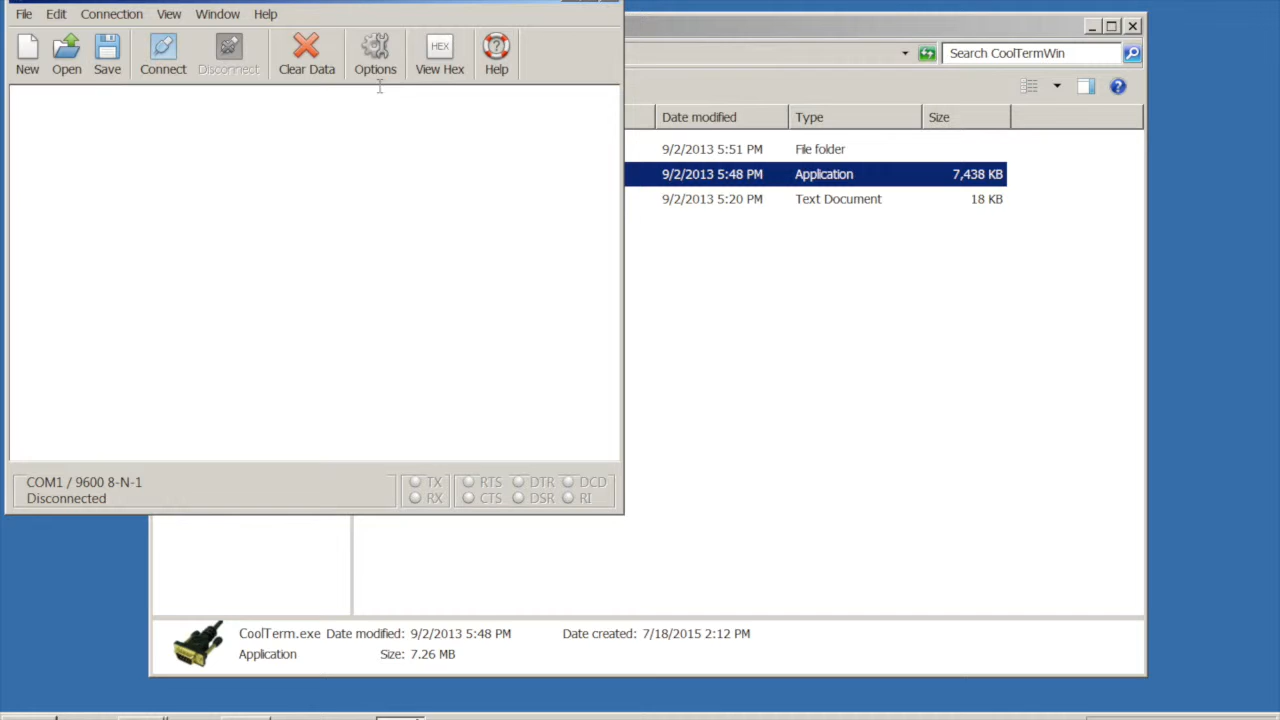 File Edit Connection View Window Help
New Open Save Connect Disconnect Clear Data Options HEX View Hex Help
Search CoolTermWin
Date modified Type Size
9/2/2013 5:51 PM File folder
9/2/2013 5:48 PM Application 7,438 KB
9/2/2013 5:20 PM Text Document 18 KB
COM1 / 9600 8-N-1 TX RTS DTR DCD
Disconnected RX CTS DSR RI
CoolTerm.exe Date modified: 9/2/2013 5:48 PM Date created: 7/18/2015 2:12 PM
Application Size: 7.26 MB